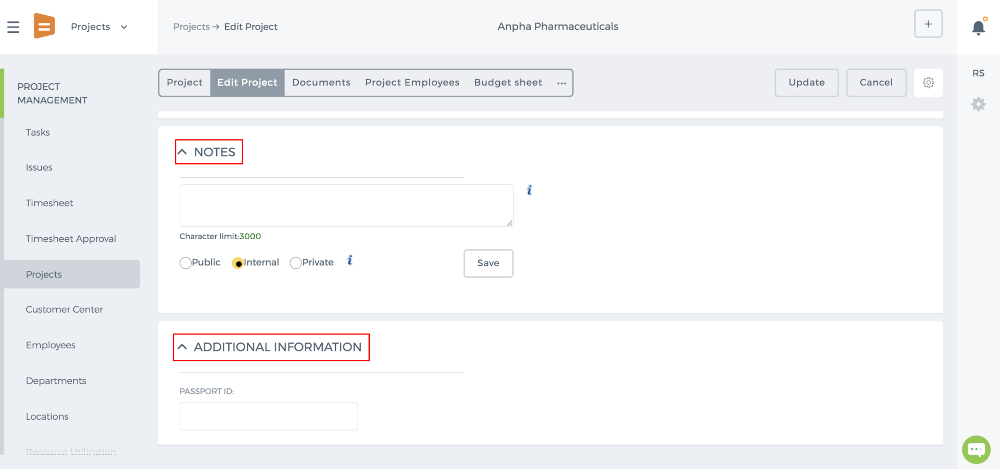 Projects
Projects → Edit Project
Anpha Pharmaceuticals
+
RS
PROJECT
MANAGEMENT
Tasks
Issues
Timesheet
Timesheet Approval
Projects
Customer Center
Employees
Departments
Locations
Resource Utilization
Project
Edit Project
Documents
Project Employees
Budget sheet
...
Update
Cancel
NOTES
i
Character limit:3000
Public
Internal
Private
i
Save
ADDITIONAL INFORMATION
PASSPORT ID: